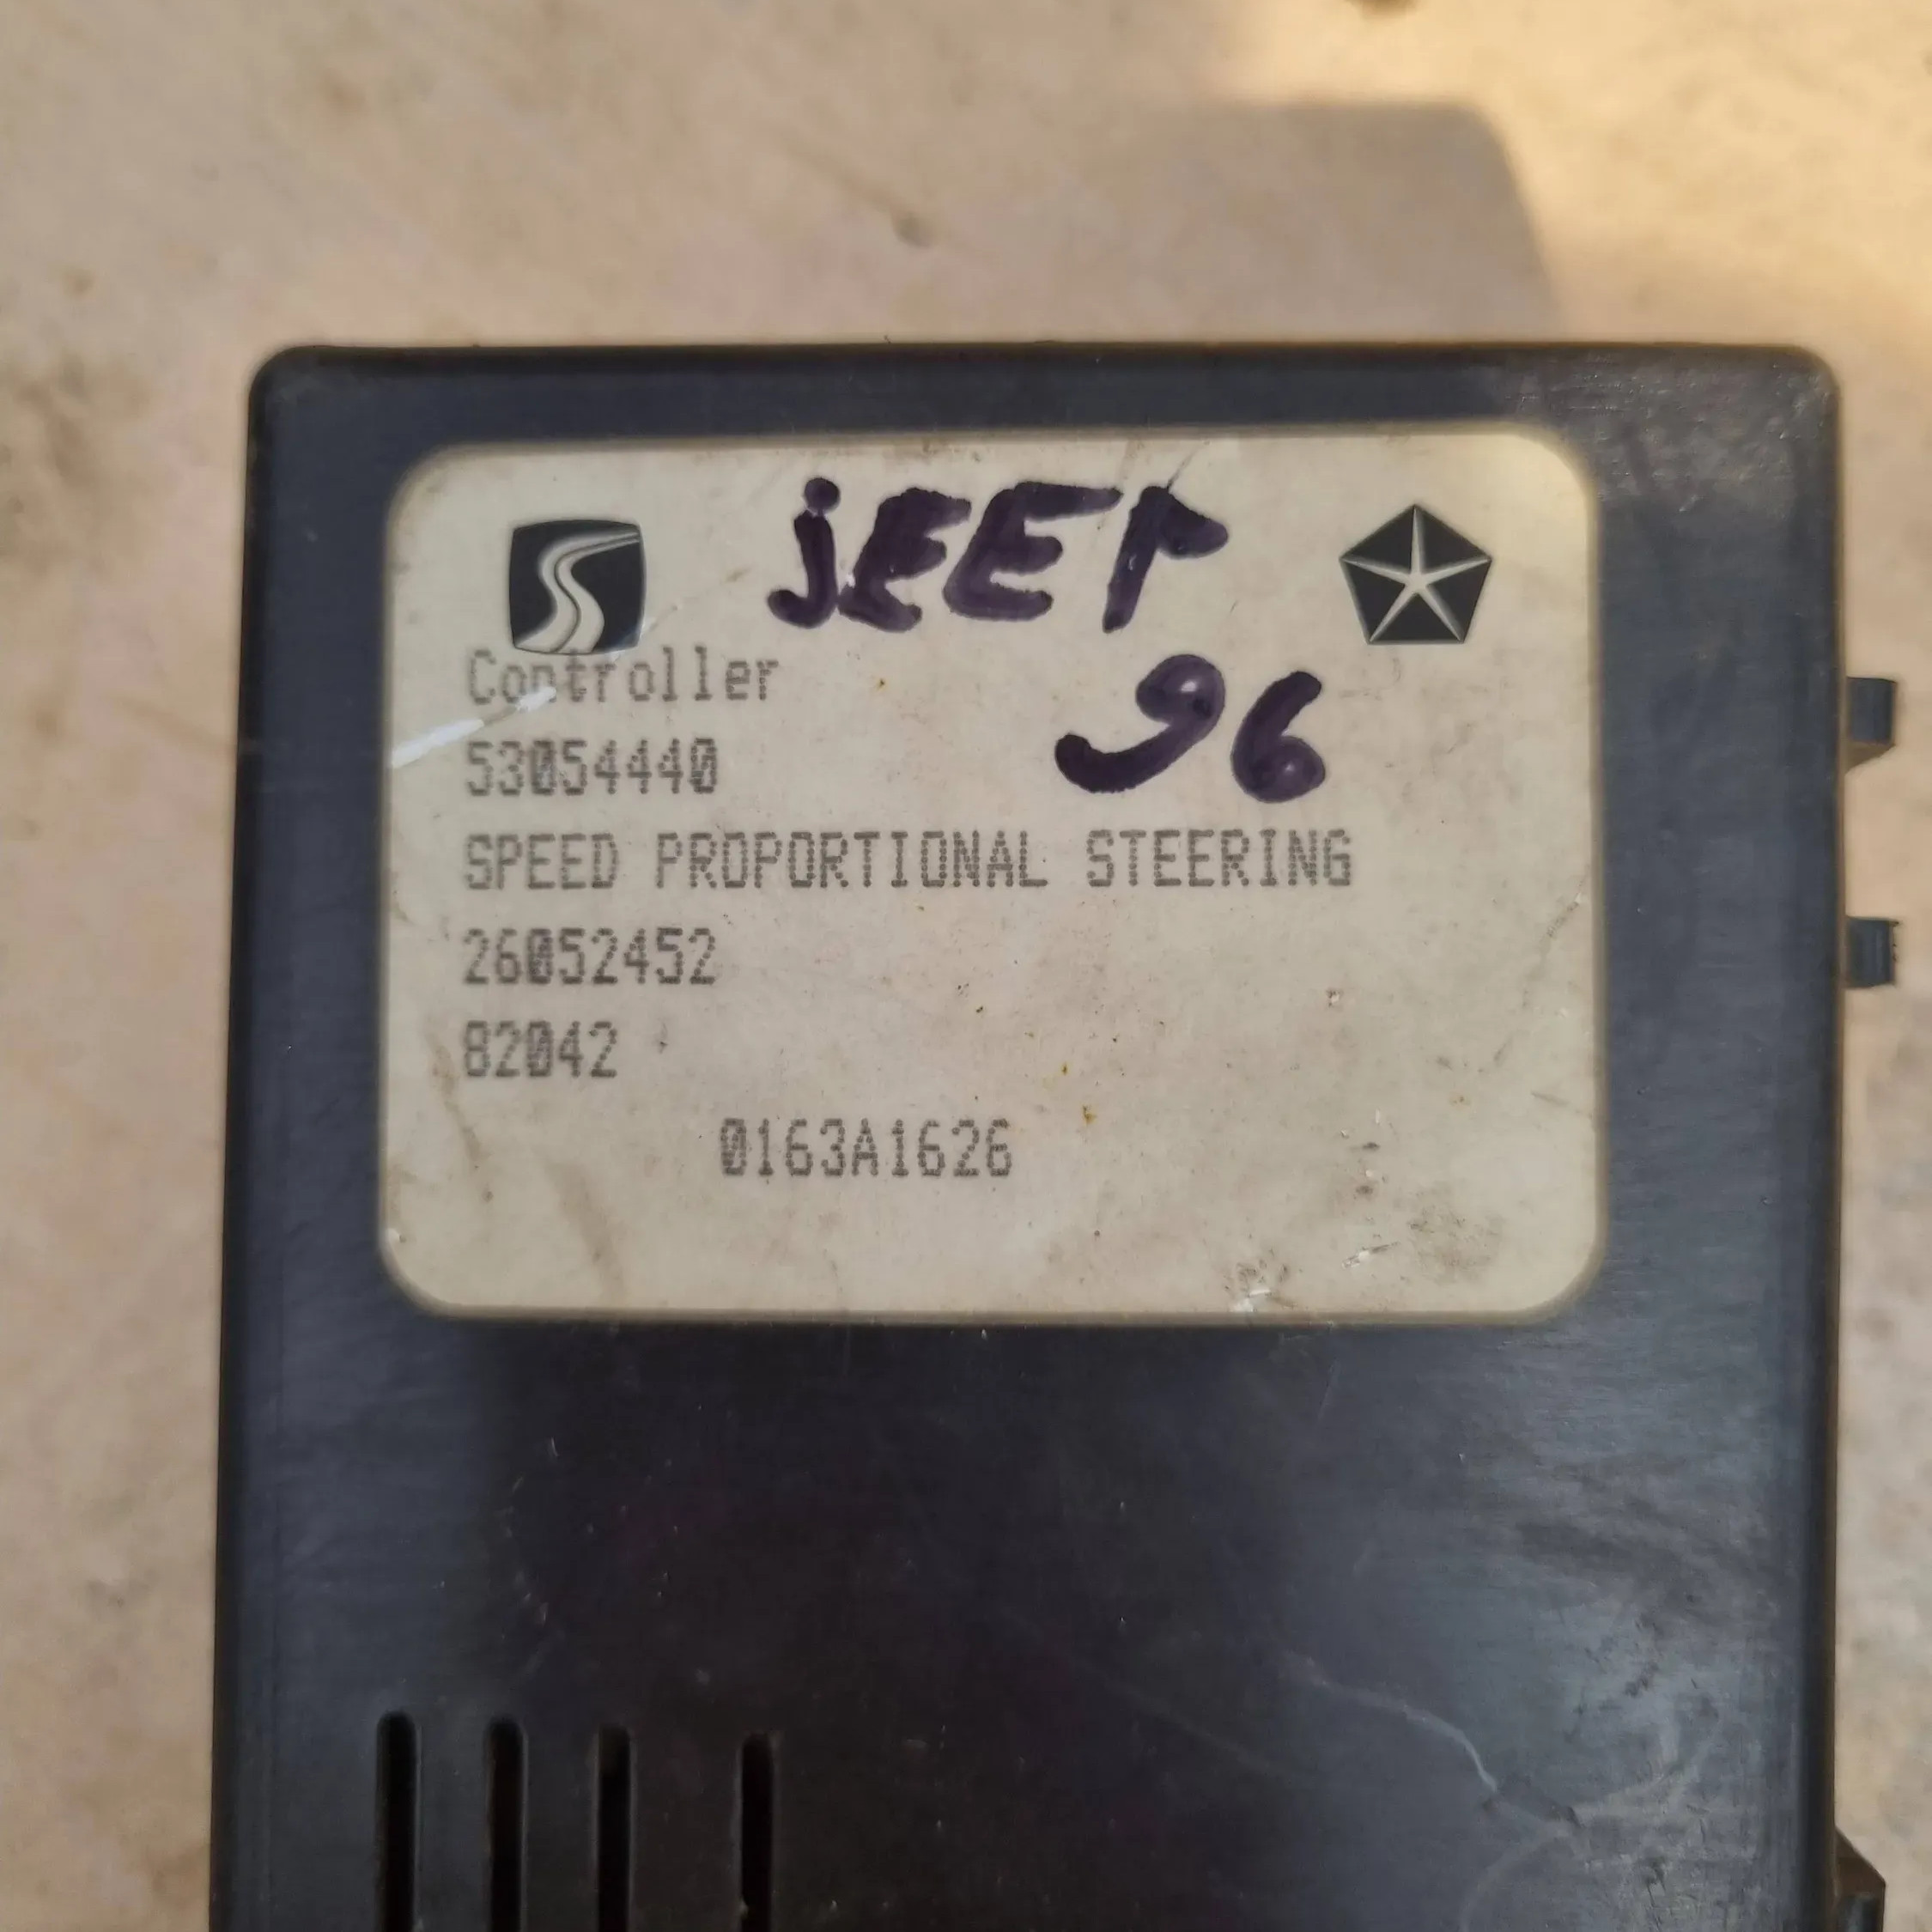 jEEP
Controller
96
53054440
SPEED PROPORTIONAL STEERING
26052452
82042
0163A1626